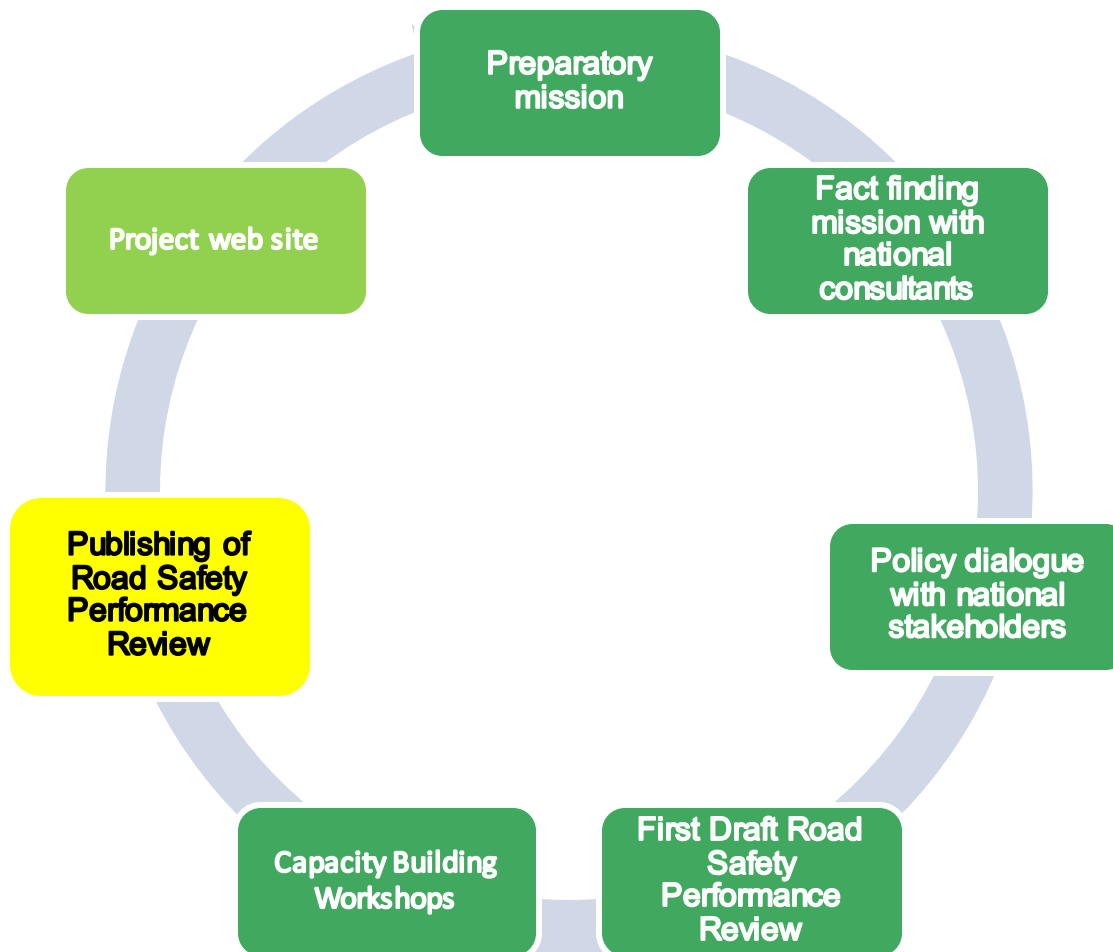 Preparatory
mission
Fact finding
mission with
national
consultants
Policy dialogue
with national
stakeholders
First Draft Road
Safety
Performance
Review
Capacity Building
Workshops
Publishing of
Road Safety
Performance
Review
Project web site